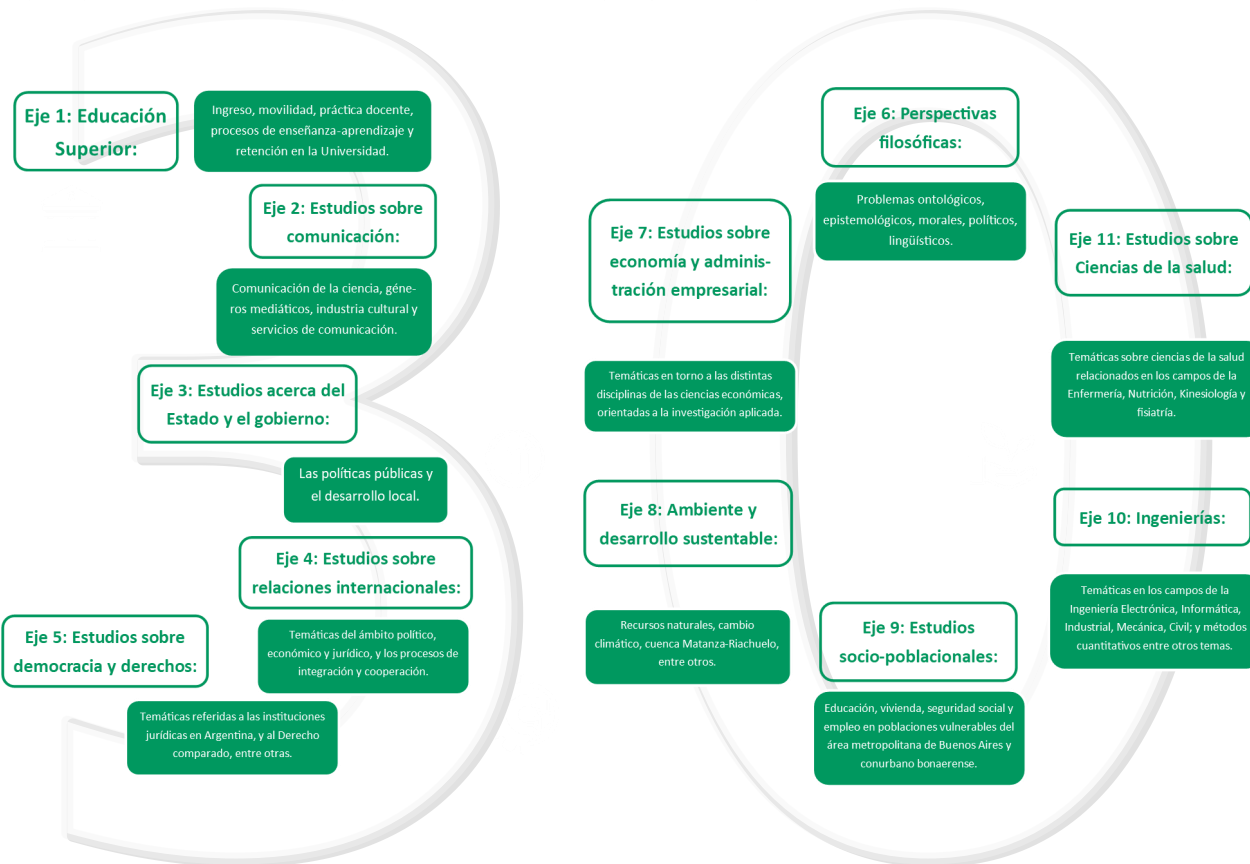 Eje 1: Educación
Superior:
Ingreso, movilidad, práctica docente,
procesos de enseñanza-aprendizaje y
retención en la Universidad.
Eje 2: Estudios sobre
comunicación:
Comunicación de la ciencia, géne-
ros mediáticos, industria cultural y
servicios de comunicación.
Eje 3: Estudios acerca del
Estado y el gobierno:
Las políticas públicas y
el desarrollo local.
Eje 4: Estudios sobre
relaciones internacionales:
Temáticas del ámbito político,
económico y jurídico, y los procesos de
integración y cooperación.
Eje 5: Estudios sobre
democracia y derechos:
Temáticas referidas a las instituciones
jurídicas en Argentina, y al Derecho
comparado, entre otras.
Eje 6: Perspectivas
filosóficas:
Problemas ontológicos,
epistemológicos, morales, políticos,
lingüísticos.
Eje 7: Estudios sobre
economía y adminis-
tración empresarial:
Temáticas en torno a las distintas
disciplinas de las ciencias económicas,
orientadas a la investigación aplicada.
Eje 8: Ambiente y
desarrollo sustentable:
Recursos naturales, cambio
climático, cuenca Matanza-Riachuelo,
entre otros.
Eje 9: Estudios
socio-poblacionales:
Educación, vivienda, seguridad social y
empleo en poblaciones vulnerables del
área metropolitana de Buenos Aires y
conurbano bonaerense.
Eje 10: Ingenierías:
Temáticas en los campos de la
Ingeniería Electrónica, Informática,
Industrial, Mecánica, Civil; y métodos
cuantitativos entre otros temas.
Eje 11: Estudios sobre
Ciencias de la salud:
Temáticas sobre ciencias de la salud
relacionados en los campos de la
Enfermería, Nutrición, Kinesiología y
fisiatría.
30